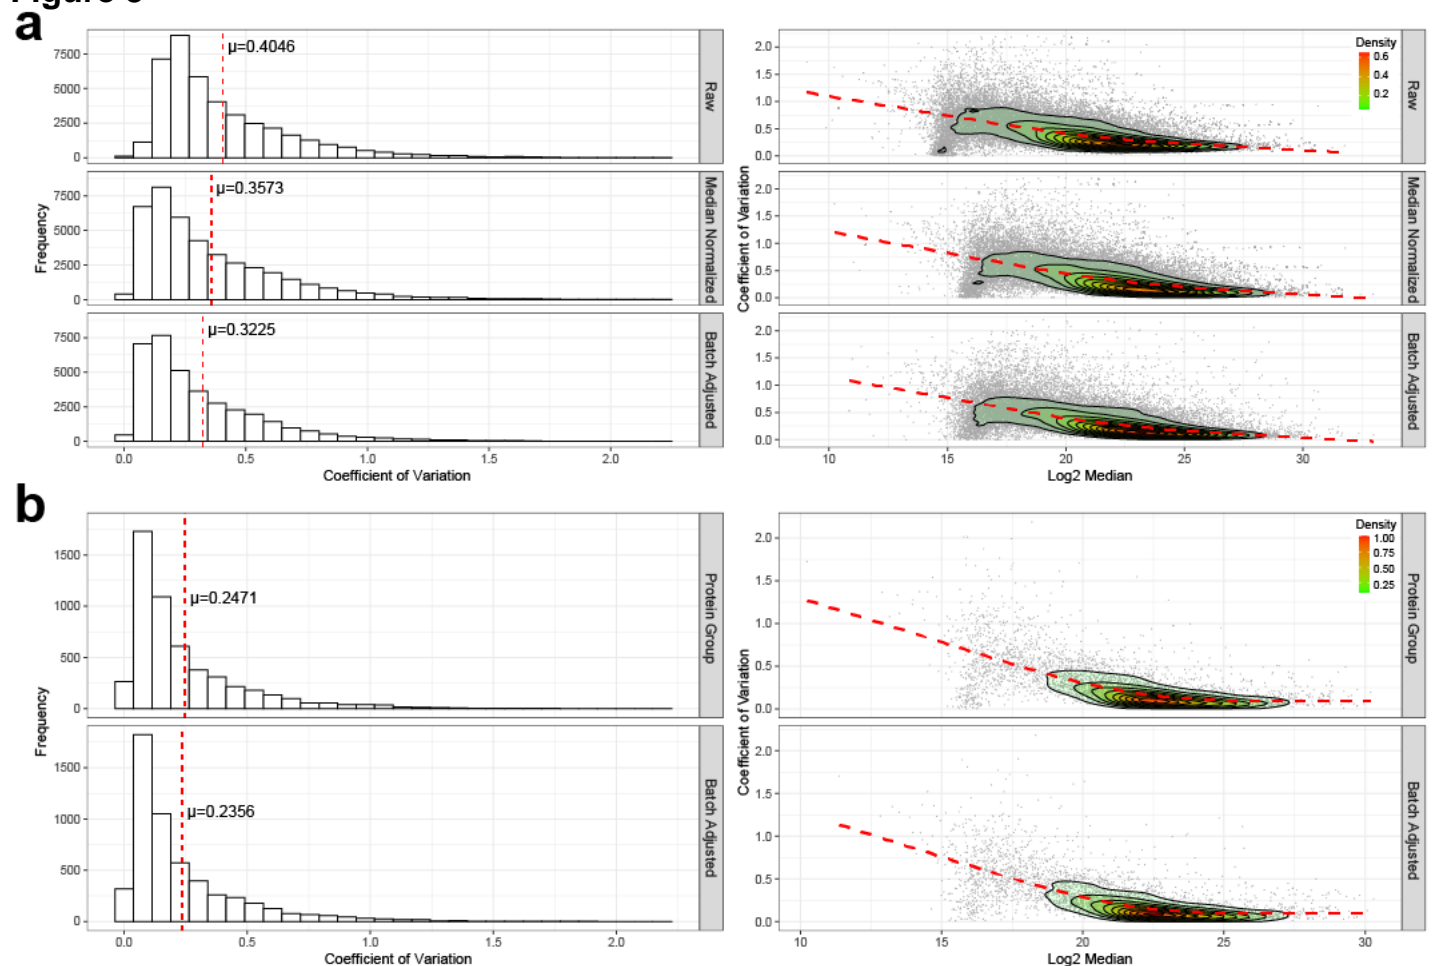 a
7500
5000
2500
0
μ=0.4046
Raw
7500
5000
2500
0
μ=0.3573
Median Normalized
7500
5000
2500
0
μ=0.3225
Batch Adjusted
Frequency
0.0 0.5 1.0 1.5 2.0
Coefficient of Variation
2.0
1.5
1.0
0.5
0.0
Density
0.6
0.4
0.2
Raw
2.0
1.5
1.0
0.5
0.0
Median Normalized
2.0
1.5
1.0
0.5
0.0
Batch Adjusted
Coefficient of Variation
10 15 20 25 30
Log2 Median
b
1500
1000
500
0
μ=0.2471
Protein Group
1500
1000
500
0
μ=0.2356
Batch Adjusted
Frequency
0.0 0.5 1.0 1.5 2.0
Coefficient of Variation
2.0
1.5
1.0
0.5
0.0
Density
1.00
0.75
0.50
0.25
Protein Group
2.0
1.5
1.0
0.5
0.0
Batch Adjusted
Coefficient of Variation
10 15 20 25 30
Log2 Median